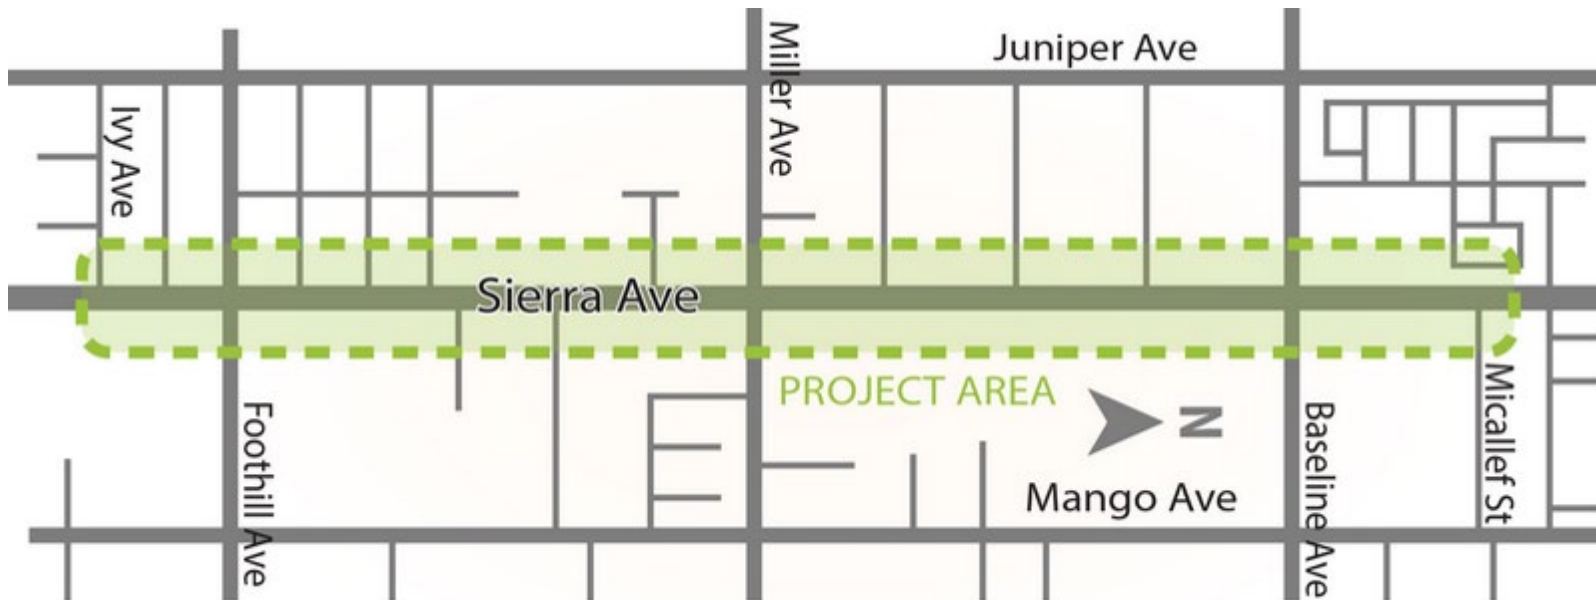 Juniper Ave
Miller Ave
Ivy Ave
Sierra Ave
PROJECT AREA
N
Foothill Ave
Mango Ave
Baseline Ave
Micallef St